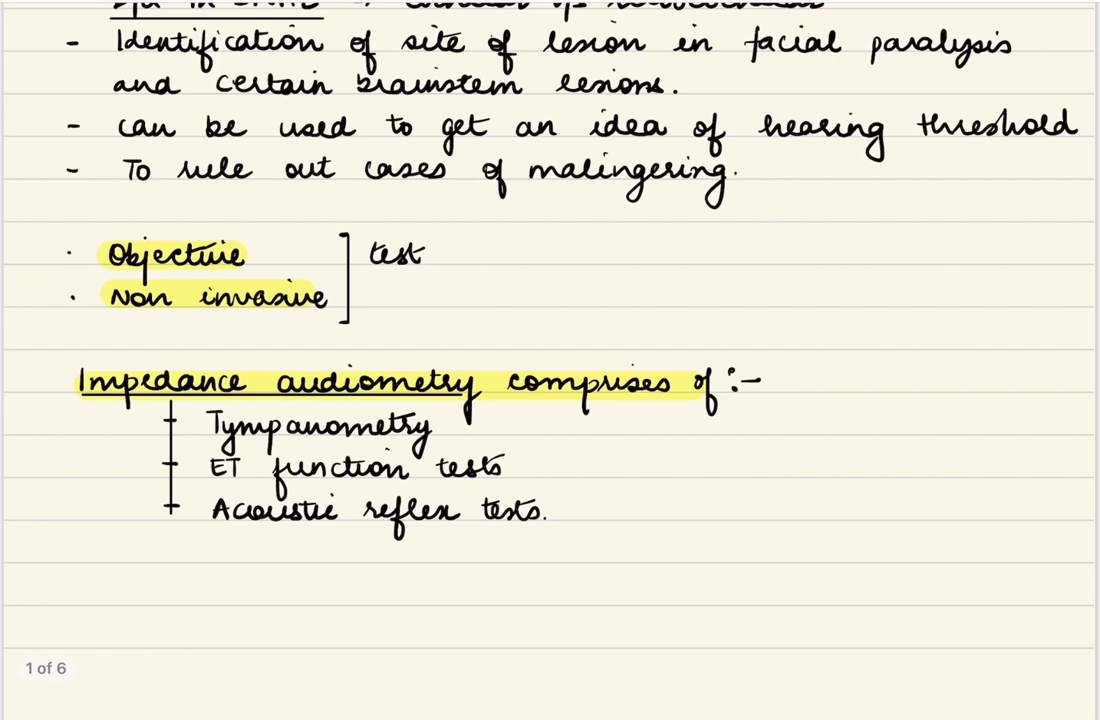 - Identification of site of lesion in facial paralysis
and certain brainstem lesions.
- can be used to get an idea of hearing threshold
- To rule out cases of malingering.
· Objective ] test
· Non invasive
Impedance audiometry comprises of :-
Tympanometry
ET function tests
Acoustic reflex tests.
1 of 6